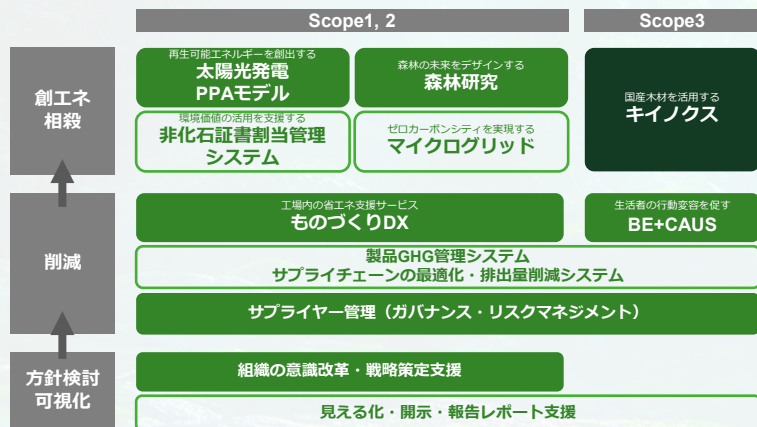 Scope1, 2
Scope3
創エネ
相殺
再生可能エネルギーを創出する
太陽光発電
PPAモデル
森林の未来をデザインする
森林研究
国産木材を活用する
キイノクス
環境価値の活用を支援する
非化石証書割当管理
システム
ゼロカーボンシティを実現する
マイクログリッド
削減
工場内の省エネ支援サービス
ものづくりDX
生活者の行動変容を促す
BE+CAUS
製品GHG管理システム
サプライチェーンの最適化・排出量削減システム
サプライヤー管理（ガバナンス・リスクマネジメント）
方針検討
可視化
組織の意識改革・戦略策定支援
見える化・開示・報告レポート支援